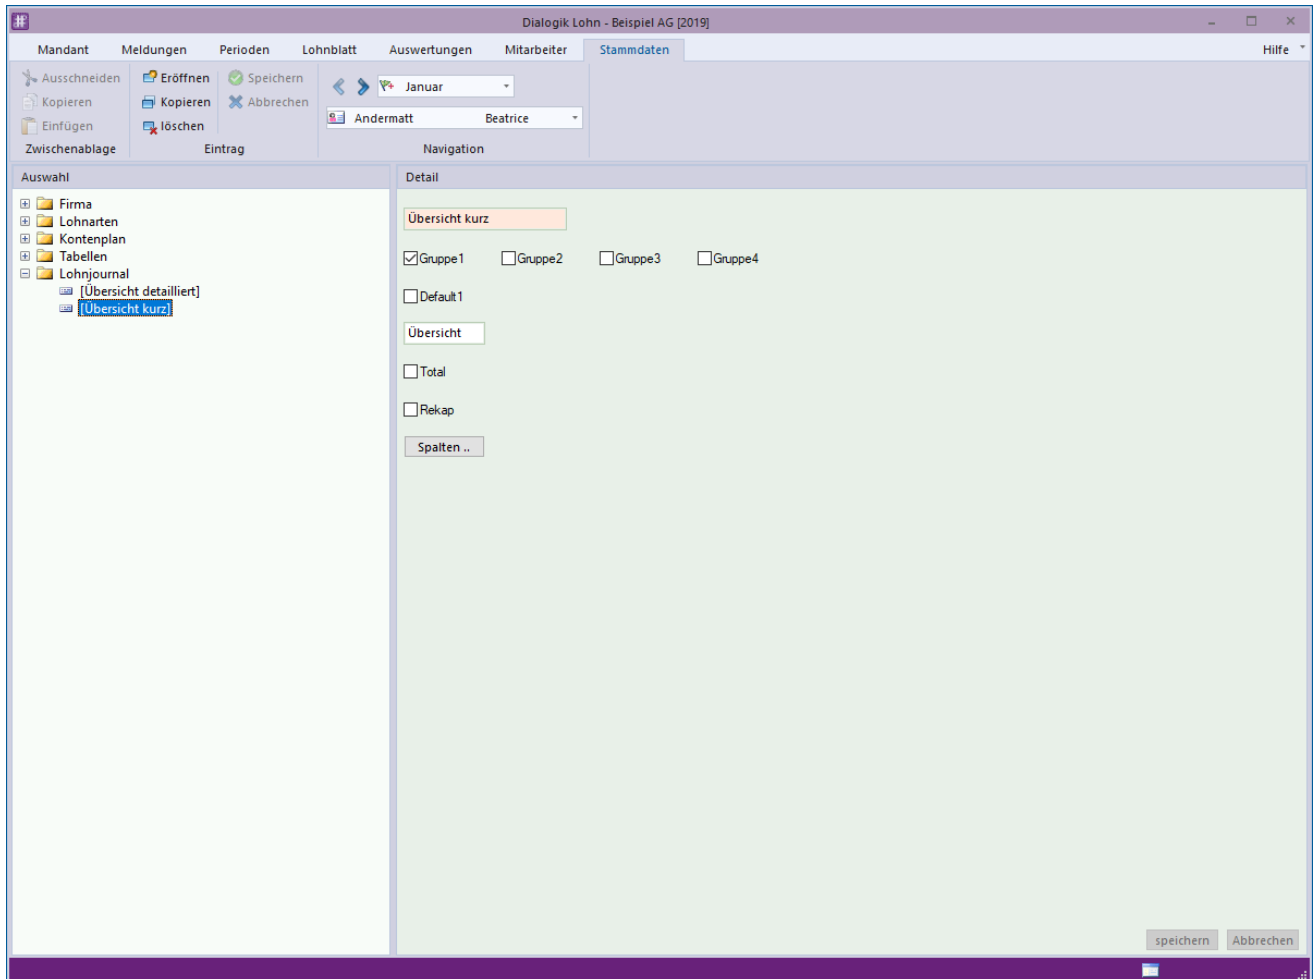 Dialogik Lohn - Beispiel AG [2019]
Mandant Meldungen Perioden Lohnblatt Auswertungen Mitarbeiter Stammdaten Hilfe
Ausschneiden Eröffnen Speichern
Januar
Kopieren Kopieren Abbrechen
Andermatt Beatrice
Einfügen löschen
Zwischenablage Eintrag Navigation
Auswahl
Firma
Lohnarten
Kontenplan
Tabellen
Lohnjournal
[Übersicht detailliert]
[Übersicht kurz]
Detail
Übersicht kurz
Gruppe1 Gruppe2 Gruppe3 Gruppe4
Default1
Übersicht
Total
Rekap
Spalten ..
speichern Abbrechen